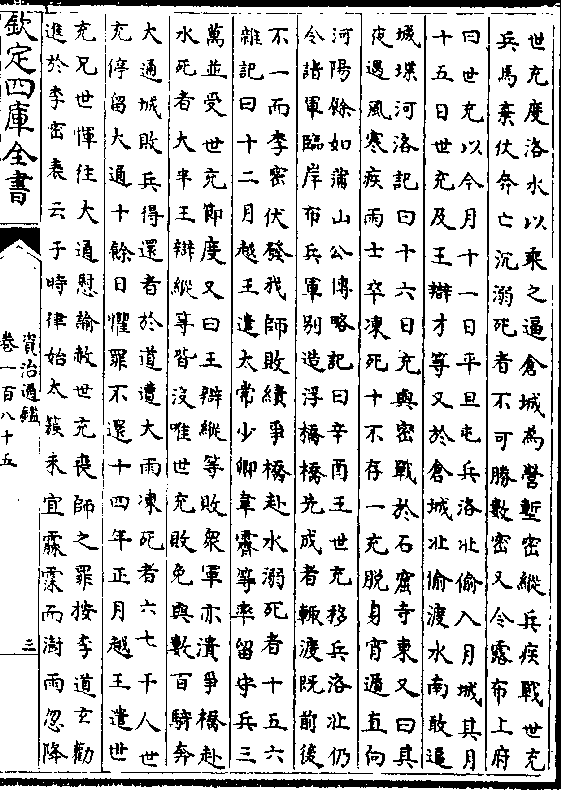 世充度洛水以乘之逼倉城為營塹密縱兵疾戰世充
兵馬棄仗奔亡沉溺死者不可勝數密又令露布上府
曰世充以今月十一日平旦屯兵洛北偷入月城其月
十五日世充及王辯才等又於倉城北偷渡水南敢逼
城堞河洛記曰十六日充與密戰於石窟寺東又曰其
夜遇風寒疾雨士卒凍死十不存一充脫身宵遁直向
河陽餘如蒲山公傳略記曰辛酉王世充移兵洛北仍
令諸軍臨岸布兵軍別造浮橋橋先成者輒渡既前後
不一而李密伏發我師敗績爭橋赴水溺死者十五六
雜記曰十二月越王遣太常少卿韋霽等率留守兵三
萬並受世充節度又曰王辯縱等敗衆軍亦潰爭橋赴
水死者大半王辯縱等皆沒唯世充敗免與數百騎奔
大通城敗兵得還者於道遭大雨凍死者六七千人世
充停留大通十餘日懼罪不還十四年正月越王遣世
充兄世惲往大通慰諭赦世充喪師之罪按李道玄勸
進於李密表云于時律始太簇未宜霖霂而澍雨忽降
欽定四庫全書
資治通鑑
卷一百八十五
三